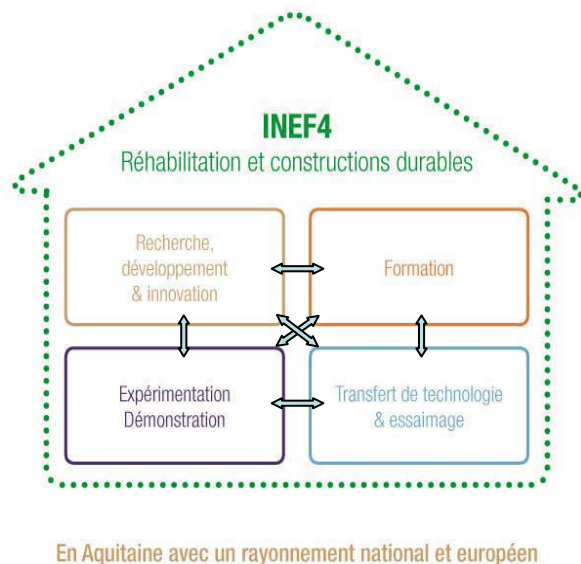 INEF4
Réhabilitation et constructions durables
Recherche,
développement
& innovation
Formation
Expérimentation
Démonstration
Transfert de technologie
& essaimage
En Aquitaine avec un rayonnement national et européen